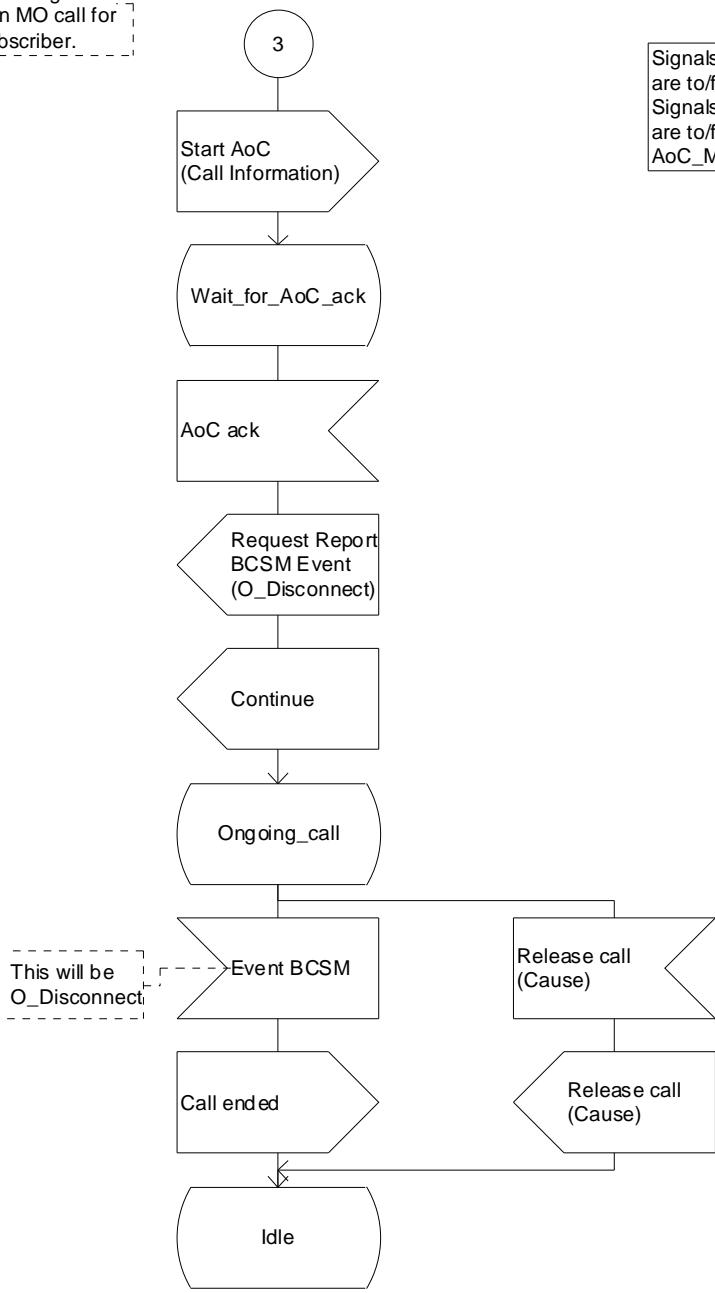 n MO call for
bscriber.
3
Signals
are to/f
Signals
are to/f
AoC_M
Start AoC
(Call Information)
Wait_for_AoC_ack
AoC ack
Request Report
BCSM Event
(O_Disconnect)
Continue
Ongoing_call
This will be
O_Disconnect
Event BCSM
Release call
(Cause)
Call ended
Release call
(Cause)
Idle